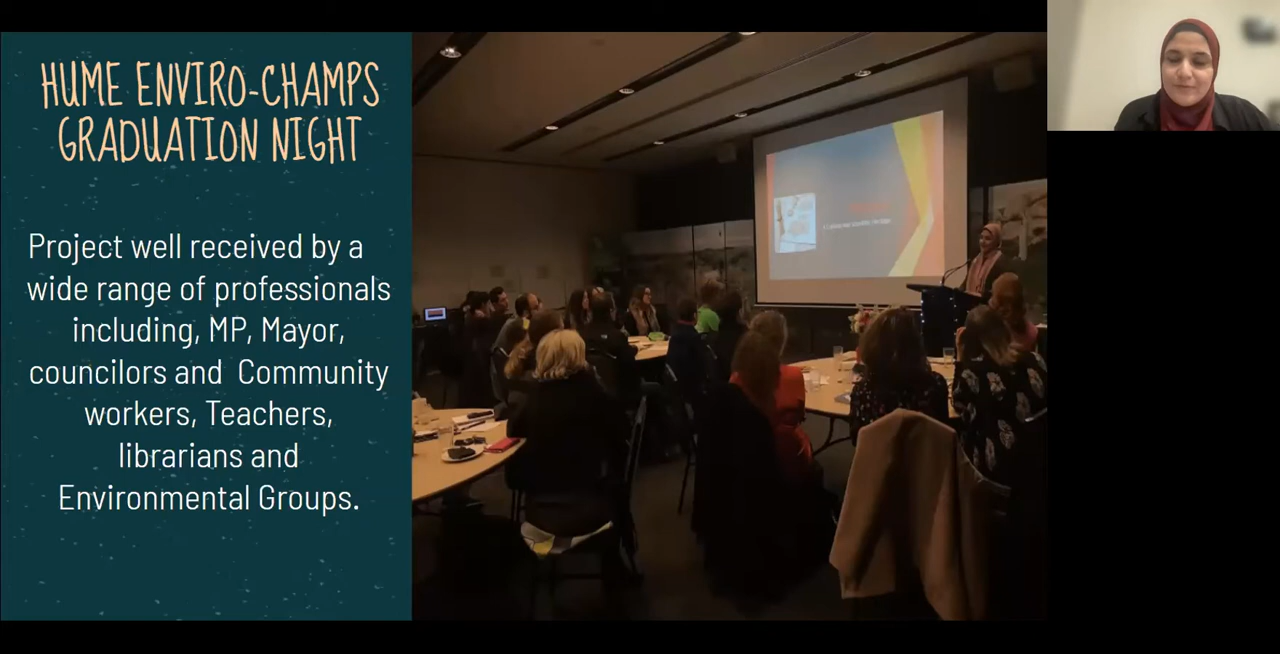 HUME ENVIRO-CHAMPS
GRADUATION NIGHT
Project well received by a
wide range of professionals
including, MP, Mayor,
councilors and  Community
workers, Teachers,
librarians and
Environmental Groups.